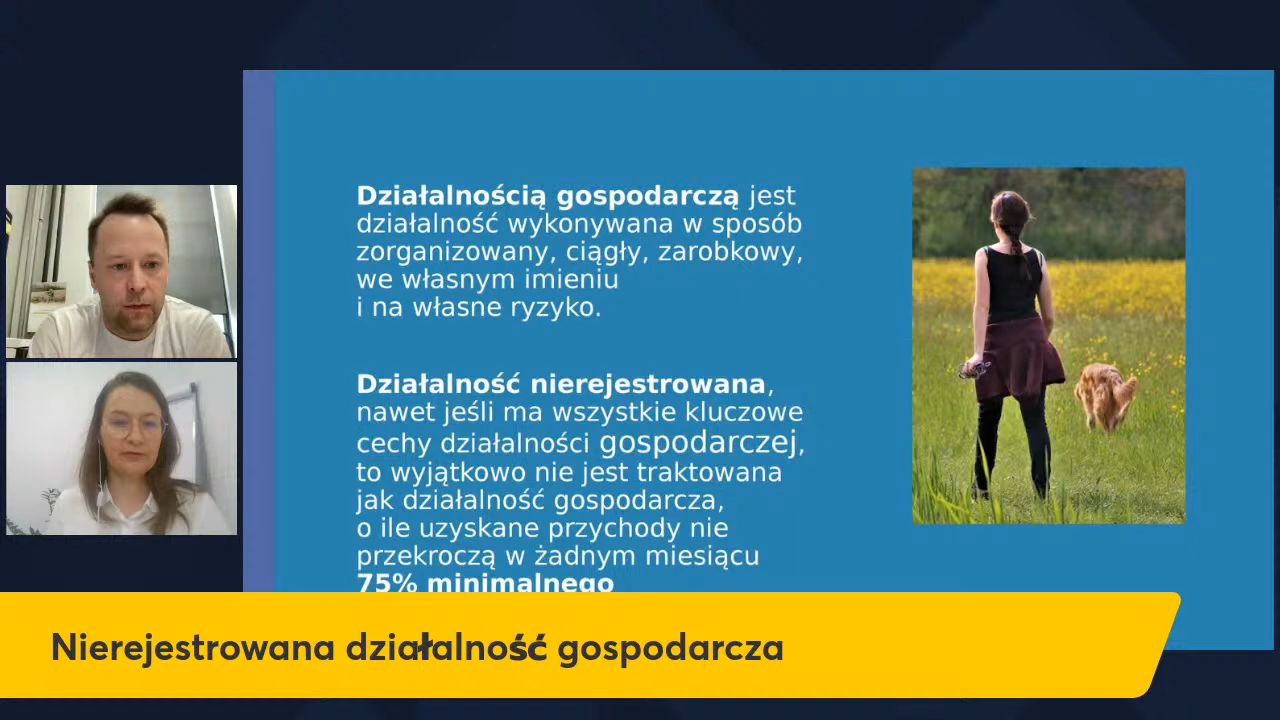 Działalnością gospodarczą jest
działalność wykonywana w sposób
zorganizowany, ciągły, zarobkowy,
we własnym imieniu
i na własne ryzyko.
Działalność nierejestrowana,
nawet jeśli ma wszystkie kluczowe
cechy działalności gospodarczej,
to wyjątkowo nie jest traktowana
jak działalność gospodarcza,
o ile uzyskane przychody nie
przekroczą w żadnym miesiącu
75% minimalnego
Nierejestrowana działalność gospodarcza